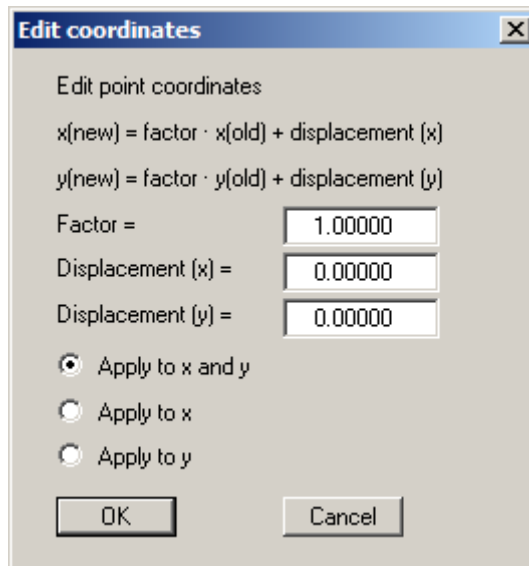 Edit coordinates
Edit point coordinates
x(new) = factor · x(old) + displacement (x)
y(new) = factor · y(old) + displacement (y)
Factor = 1.00000
Displacement (x) = 0.00000
Displacement (y) = 0.00000
Apply to x and y
Apply to x
Apply to y
OK Cancel